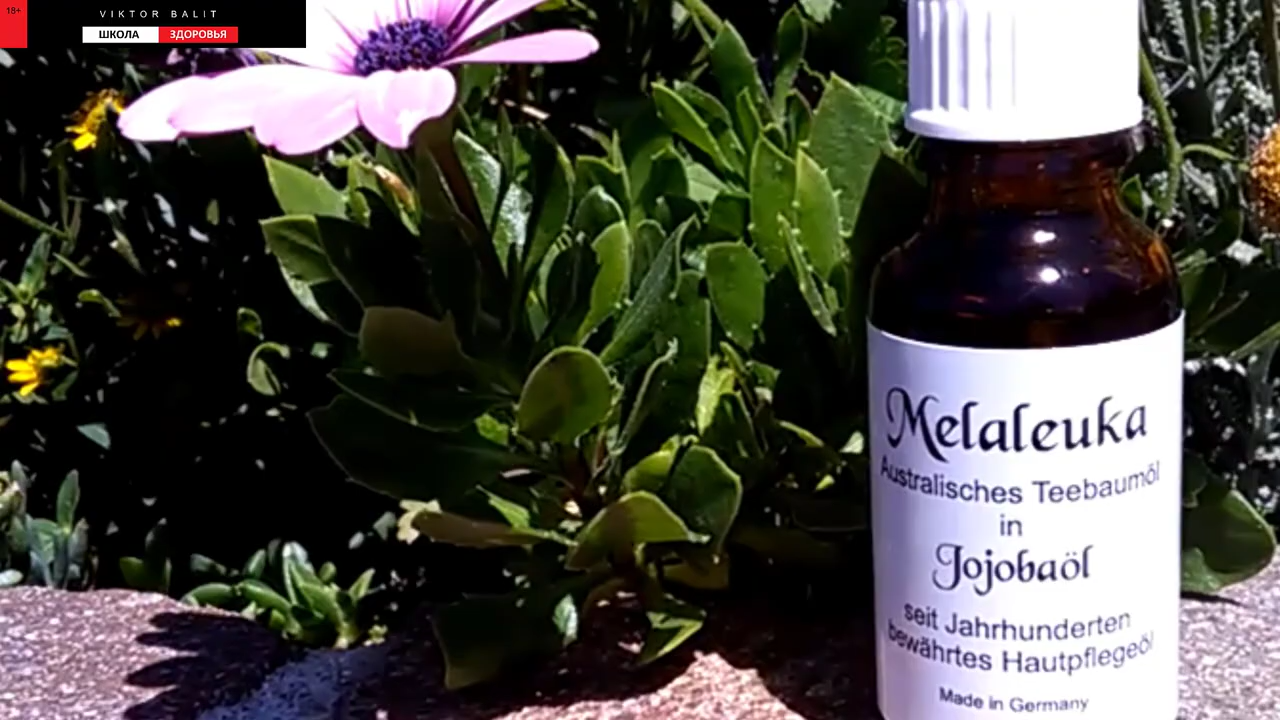 18+
VIKTOR BALIT
ШКОЛА ЗДОРОВЬЯ
Melaleuka
Australisches Teebaumöl
in
Jojobaöl
seit Jahrhunderten
bewährtes Hautpflegeöl
Made in Germany